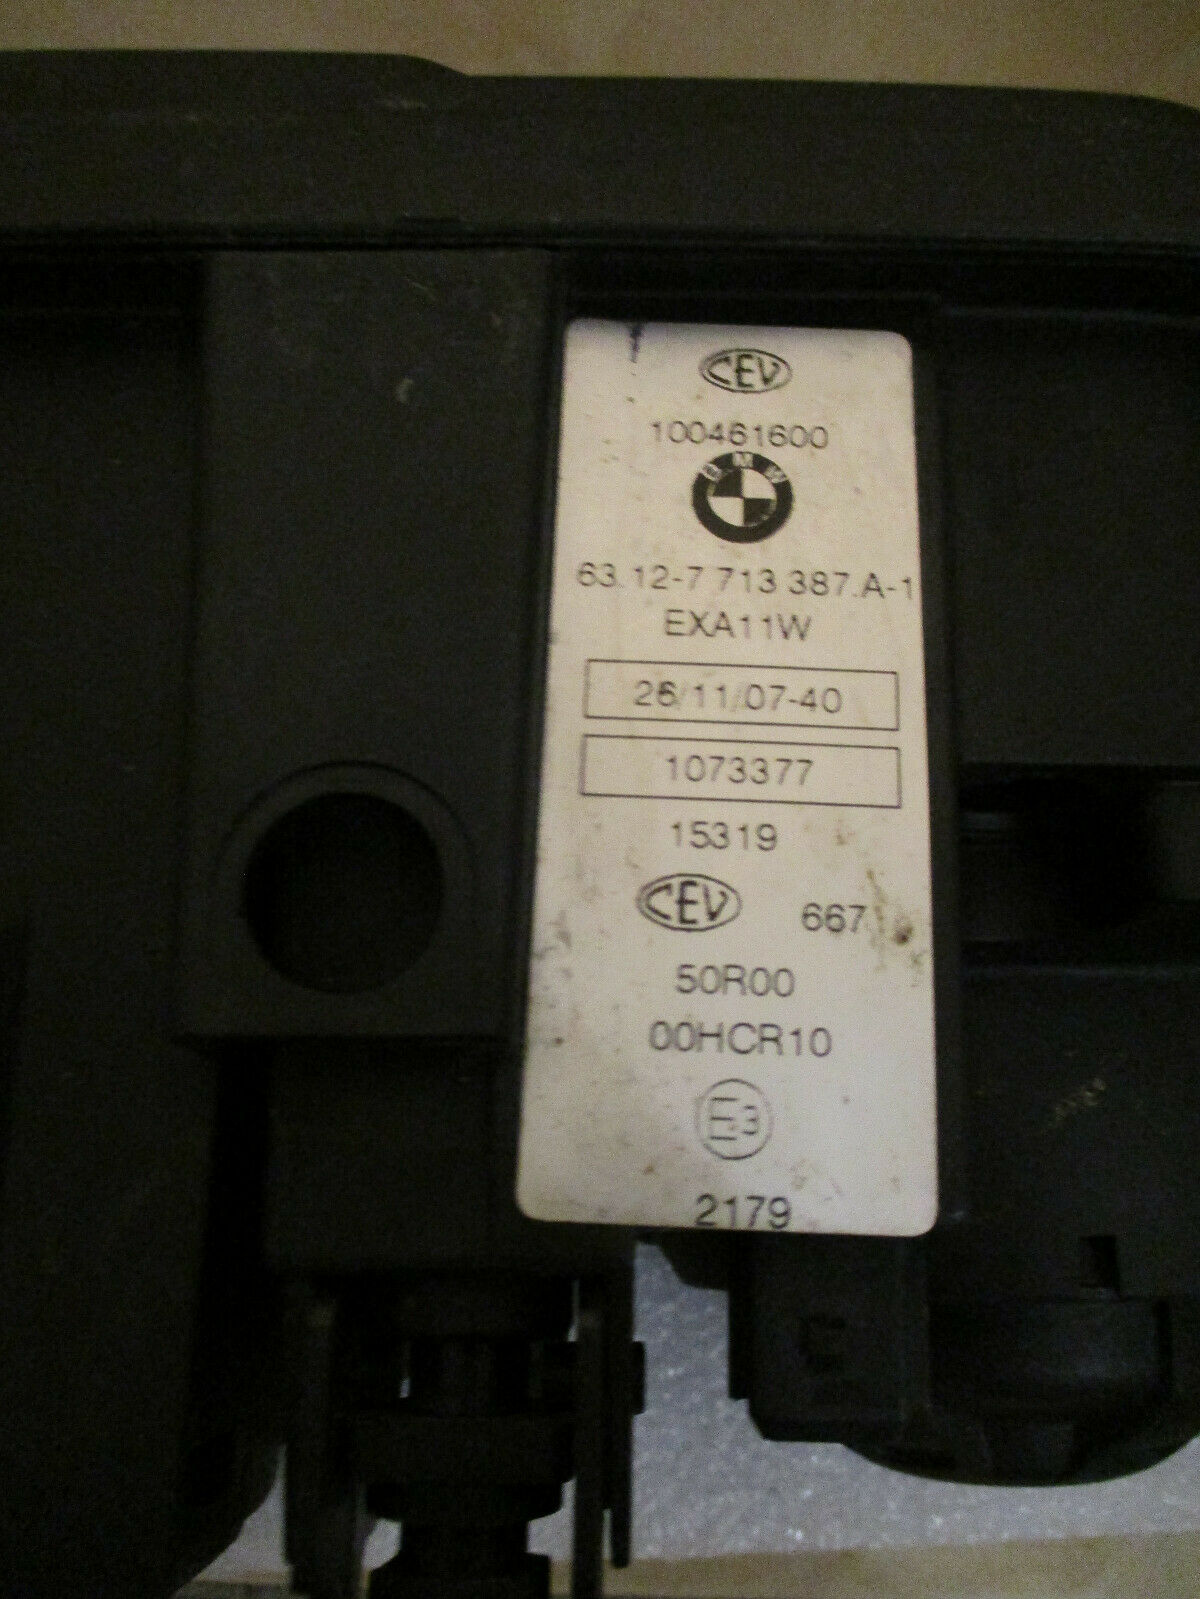 CEV
100461600
BMW
63.12-7 713 387.A-1
EXA11W
26/11/07-40
1073377
15319
CEV 667
50R00
00HCR10
E3
2179